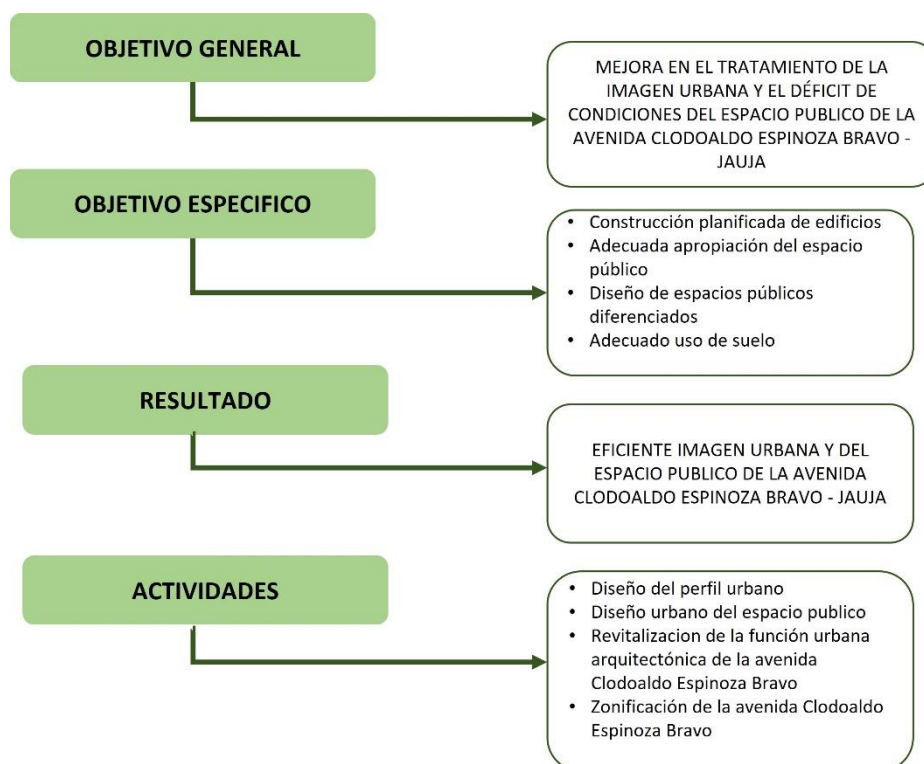 OBJETIVO GENERAL
MEJORA EN EL TRATAMIENTO DE LA
IMAGEN URBANA Y EL DÉFICIT DE
CONDICIONES DEL ESPACIO PUBLICO DE LA
AVENIDA CLODOALDO ESPINOZA BRAVO -
JAUJA
OBJETIVO ESPECIFICO
• Construcción planificada de edificios
• Adecuada apropiación del espacio
público
• Diseño de espacios públicos
diferenciados
• Adecuado uso de suelo
RESULTADO
EFICIENTE IMAGEN URBANA Y DEL
ESPACIO PUBLICO DE LA AVENIDA
CLODOALDO ESPINOZA BRAVO - JAUJA
ACTIVIDADES
• Diseño del perfil urbano
• Diseño urbano del espacio publico
• Revitalizacion de la función urbana
arquitectónica de la avenida
Clodoaldo Espinoza Bravo
• Zonificación de la avenida Clodoaldo
Espinoza Bravo